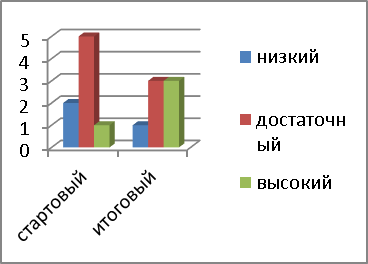 5
4
3
2
1
0
стартовый
итоговый
низкий
достаточн
ый
высокий